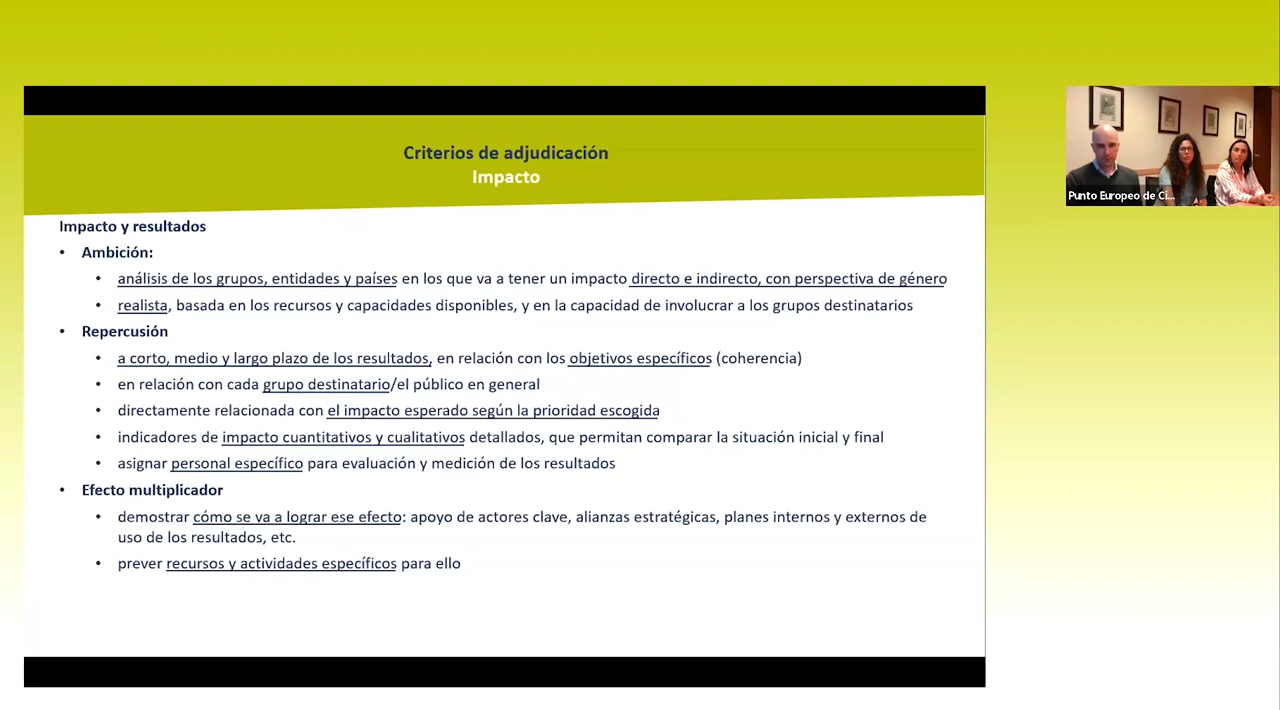 Criterios de adjudicación
Impacto
Punto Europeo de Ci...
Impacto y resultados
• Ambición:
• análisis de los grupos, entidades y países en los que va a tener un impacto directo e indirecto, con perspectiva de género
• realista, basada en los recursos y capacidades disponibles, y en la capacidad de involucrar a los grupos destinatarios
• Repercusión
• a corto, medio y largo plazo de los resultados, en relación con los objetivos específicos (coherencia)
• en relación con cada grupo destinatario/el público en general
• directamente relacionada con el impacto esperado según la prioridad escogida
• indicadores de impacto cuantitativos y cualitativos detallados, que permitan comparar la situación inicial y final
• asignar personal específico para evaluación y medición de los resultados
• Efecto multiplicador
• demostrar cómo se va a lograr ese efecto: apoyo de actores clave, alianzas estratégicas, planes internos y externos de
uso de los resultados, etc.
• prever recursos y actividades específicos para ello